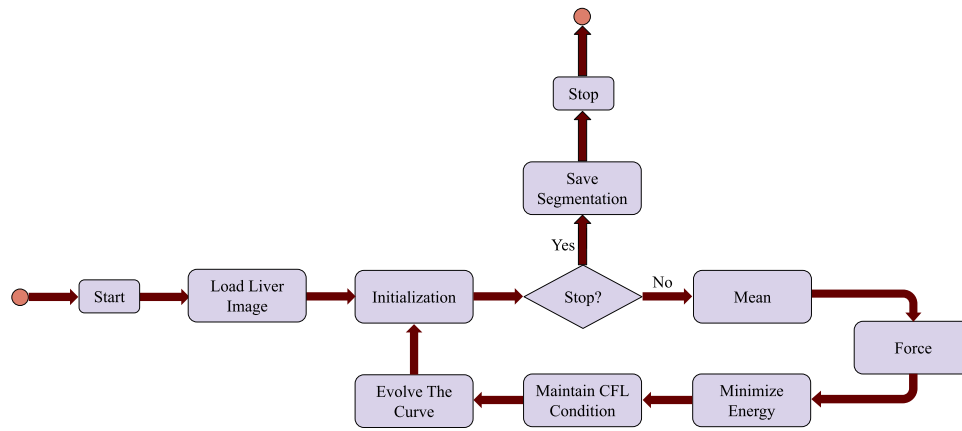 Stop
Save
Segmentation
Yes
Start
Load Liver
Image
Initialization
Stop?
No
Mean
Force
Evolve The
Curve
Maintain CFL
Condition
Minimize
Energy